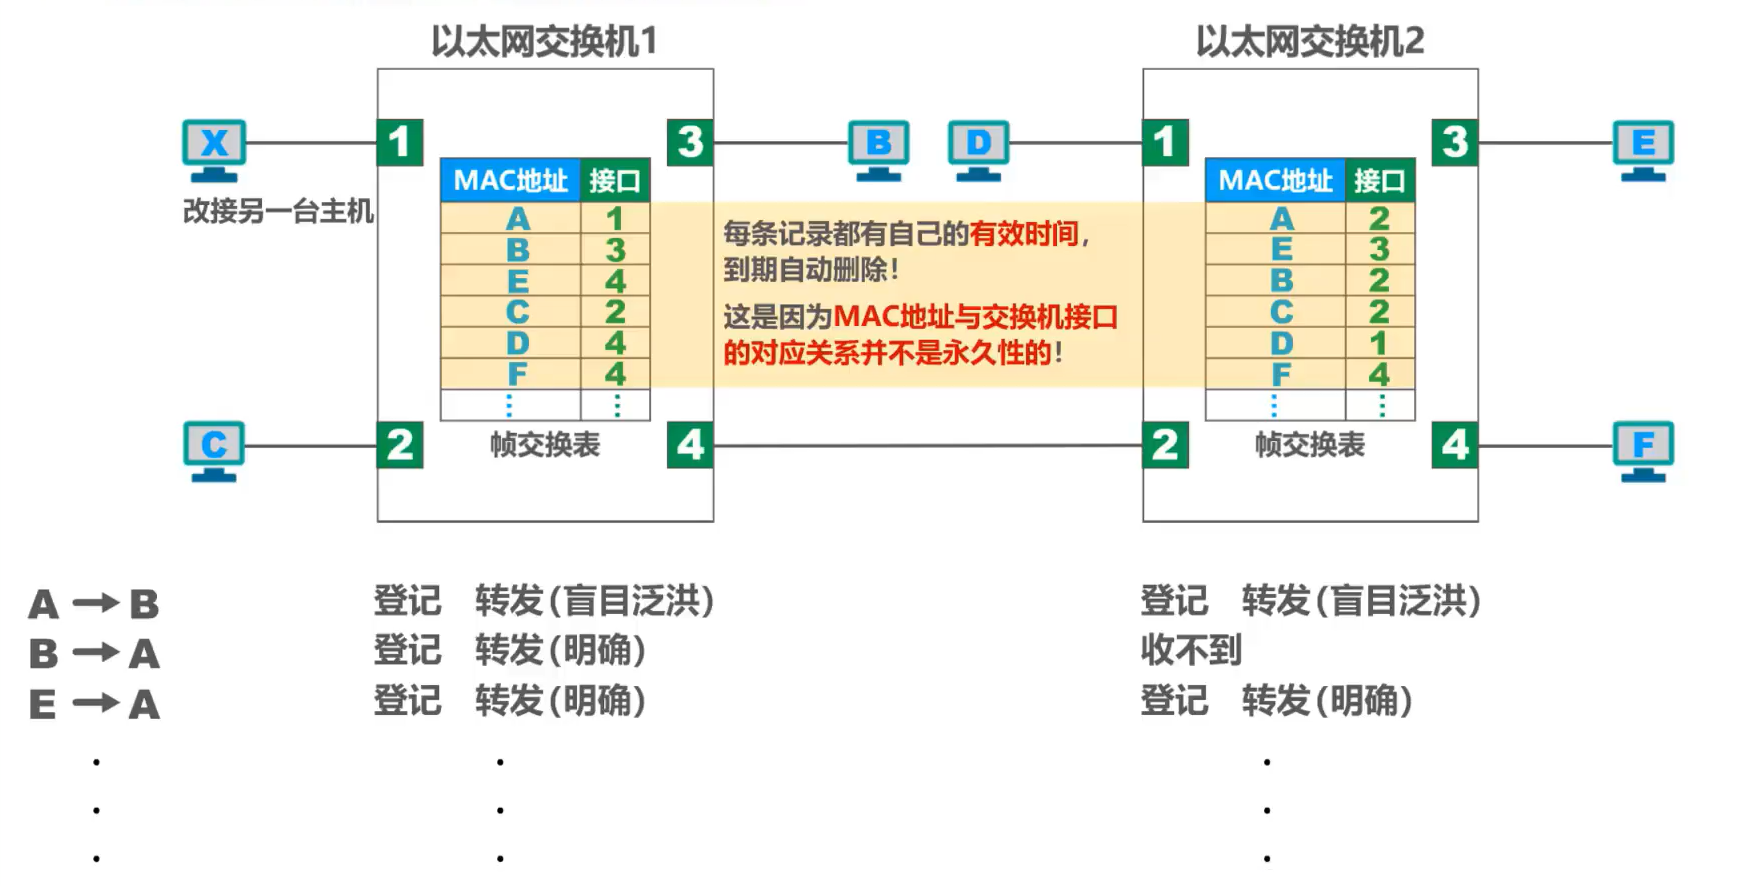 以太网交换机1
以太网交换机2
X
1
3
B
D
1
3
E
改接另一台主机
MAC地址 接口
A 1
B 3
E 4
C 2
D 4
F 4
⋮ ⋮
帧交换表
每条记录都有自己的有效时间，
到期自动删除！
这是因为MAC地址与交换机接口
的对应关系并不是永久性的！
MAC地址 接口
A 2
E 3
B 2
C 2
D 1
F 4
⋮ ⋮
帧交换表
C
2
4
2
4
F
A → B 登记 转发(盲目泛洪) 登记 转发(盲目泛洪)
B → A 登记 转发(明确) 收不到
E → A 登记 转发(明确) 登记 转发(明确)
. . .
. . .
. . .